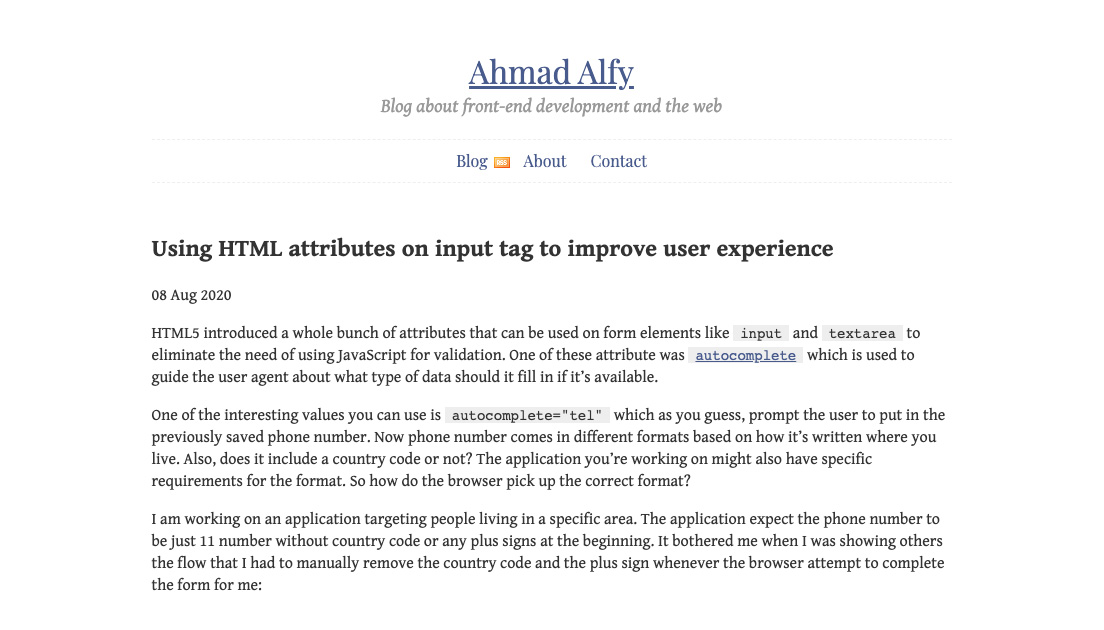 Ahmad Alfy
Blog about front-end development and the web
Blog RSS About Contact
Using HTML attributes on input tag to improve user experience
08 Aug 2020
HTML5 introduced a whole bunch of attributes that can be used on form elements like input and textarea to
eliminate the need of using JavaScript for validation. One of these attribute was autocomplete which is used to
guide the user agent about what type of data should it fill in if it’s available.
One of the interesting values you can use is autocomplete="tel" which as you guess, prompt the user to put in the
previously saved phone number. Now phone number comes in different formats based on how it’s written where you
live. Also, does it include a country code or not? The application you’re working on might also have specific
requirements for the format. So how do the browser pick up the correct format?
I am working on an application targeting people living in a specific area. The application expect the phone number to
be just 11 number without country code or any plus signs at the beginning. It bothered me when I was showing others
the flow that I had to manually remove the country code and the plus sign whenever the browser attempt to complete
the form for me: